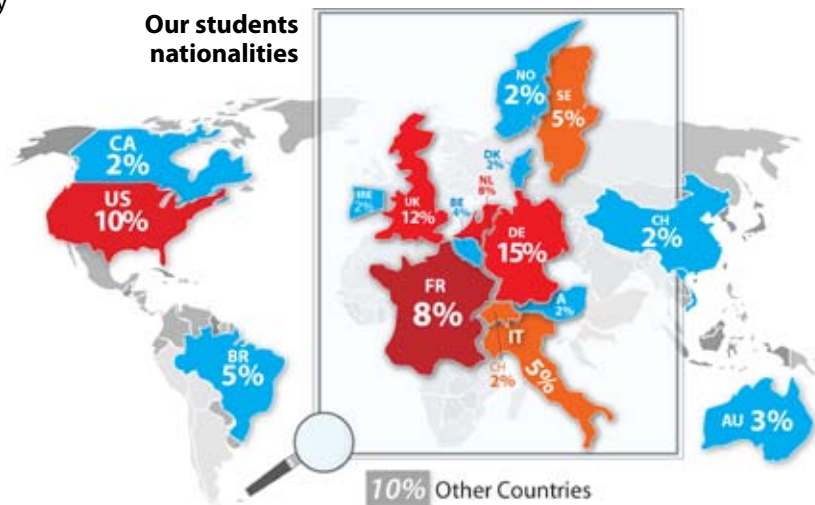 y
Our students
nationalities
NO
2%
SE
5%
CA
2%
DK
2%
NL
8%
US
10%
IRE
2%
UK
12%
BE
4%
CH
2%
DE
15%
FR
8%
A
2%
IT
5%
BR
5%
CH
2%
AU 3%
10% Other Countries